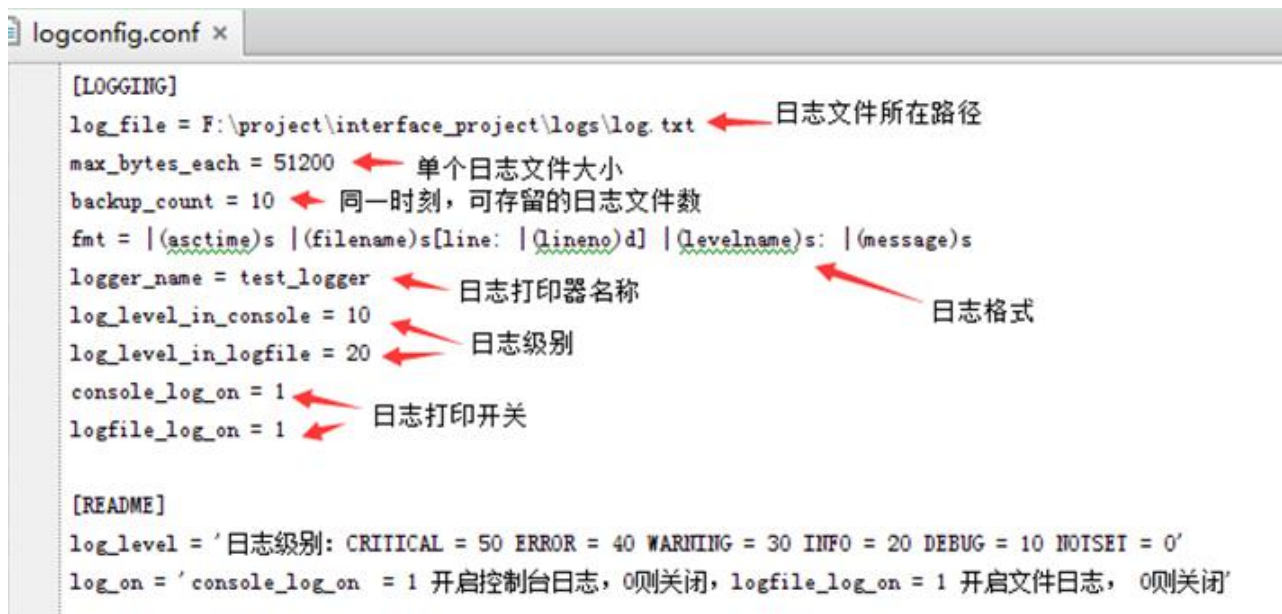 logconfig.conf ×
[LOGGING]
log_file = F:\project\interface_project\logs\log.txt 日志文件所在路径
max_bytes_each = 51200 单个日志文件大小
backup_count = 10 同一时刻，可存留的日志文件数
fmt = |(asctime)s |(filename)s[line: |(lineno)d] |(levelname)s: |(message)s
logger_name = test_logger 日志打印器名称
日志格式
log_level_in_console = 10
日志级别
log_level_in_logfile = 20
console_log_on = 1
日志打印开关
logfile_log_on = 1
[README]
log_level = '日志级别：CRITICAL = 50 ERROR = 40 WARNING = 30 INFO = 20 DEBUG = 10 NOTSET = 0'
log_on = 'console_log_on = 1 开启控制台日志，0则关闭，logfile_log_on = 1 开启文件日志， 0则关闭'